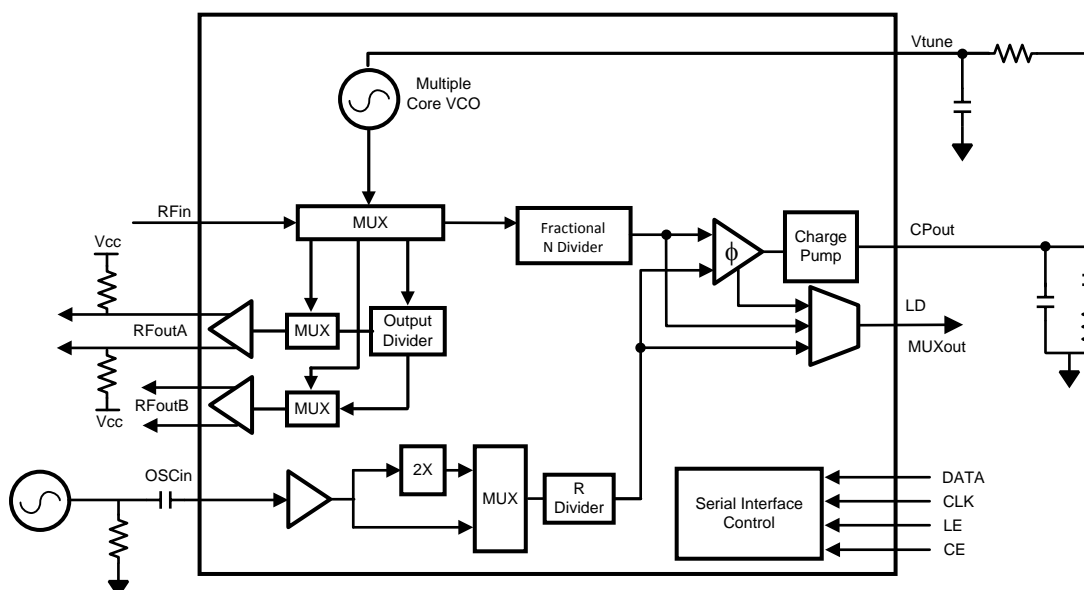 Vtune
Multiple
Core VCO
RFin
MUX
Fractional
N Divider
ϕ
Charge
Pump
CPout
Vcc
LD
MUXout
RFoutA
MUX
Output
Divider
RFoutB
MUX
Vcc
OSCin
2X
MUX
R
Divider
Serial Interface
Control
DATA
CLK
LE
CE